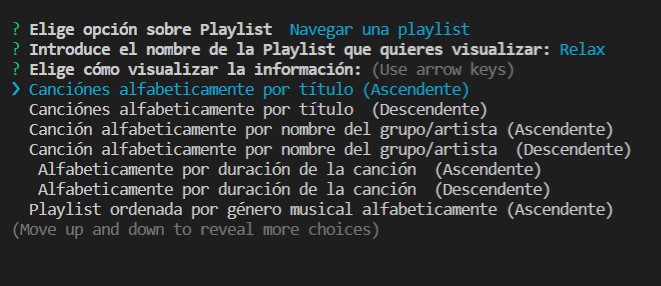 ? Elige opción sobre Playlist  Navegar una playlist
? Introduce el nombre de la Playlist que quieres visualizar: Relax
? Elige cómo visualizar la información: (Use arrow keys)
❯ Canciónes alfabeticamente por título (Ascendente)
  Canciónes alfabeticamente por título  (Descendente)
  Canción alfabeticamente por nombre del grupo/artista (Ascendente)
  Canción alfabeticamente por nombre del grupo/artista  (Descendente)
   Alfabeticamente por duración de la canción  (Ascendente)
   Alfabeticamente por duración de la canción  (Descendente)
  Playlist ordenada por género musical alfabeticamente (Ascendente)
(Move up and down to reveal more choices)